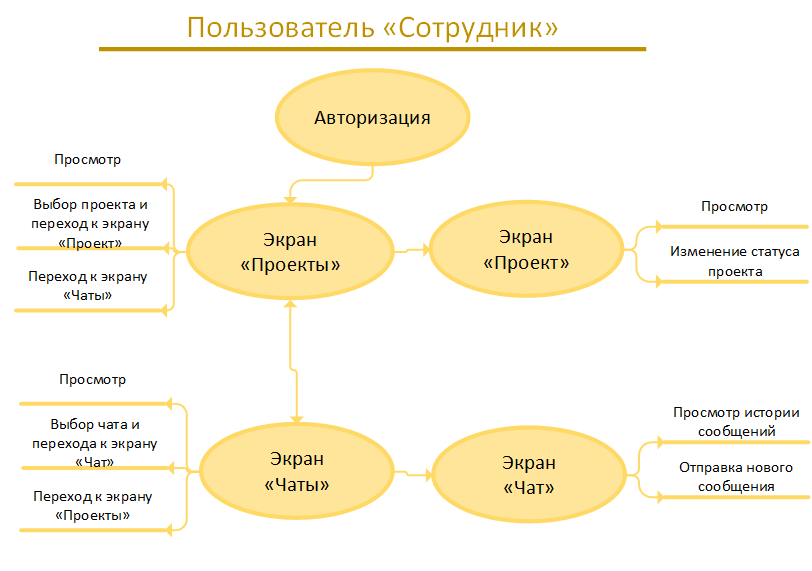 Пользователь «Сотрудник»
Авторизация
Просмотр
Выбор проекта и
переход к экрану
«Проект»
Переход к экрану
«Чаты»
Экран
«Проекты»
Экран
«Проект»
Просмотр
Изменение статуса
проекта
Просмотр
Выбор чата и
перехода к экрану
«Чат»
Переход к экрану
«Проекты»
Экран
«Чаты»
Экран
«Чат»
Просмотр истории
сообщений
Отправка нового
сообщения